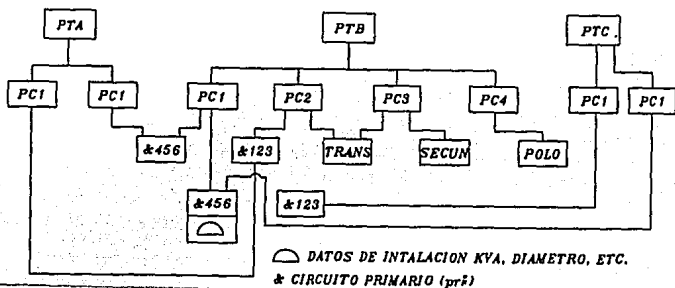 PTA PTB PTC
PC1 PC1 PC1 PC2 PC3 PC4 PC1 PC1
&456 &123 TRANS SECUN POLO
&456 &123
DATOS DE INTALACION KVA, DIAMETRO, ETC.
& CIRCUITO PRIMARIO